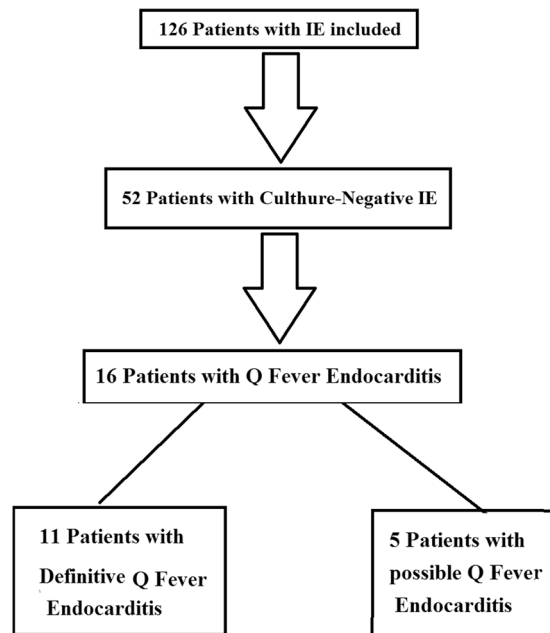 126 Patients with IE included
52 Patients with Culthure-Negative IE
16 Patients with Q Fever Endocarditis
11 Patients with
Definitive Q Fever
Endocarditis
5 Patients with
possible Q Fever
Endocarditis